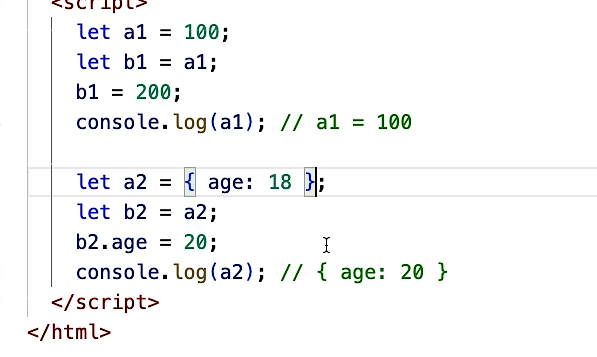 <script>
let a1 = 100;
let b1 = a1;
b1 = 200;
console.log(a1); // a1 = 100
let a2 = { age: 18 };
let b2 = a2;
b2.age = 20;
console.log(a2); // { age: 20 }
</script>
</html>